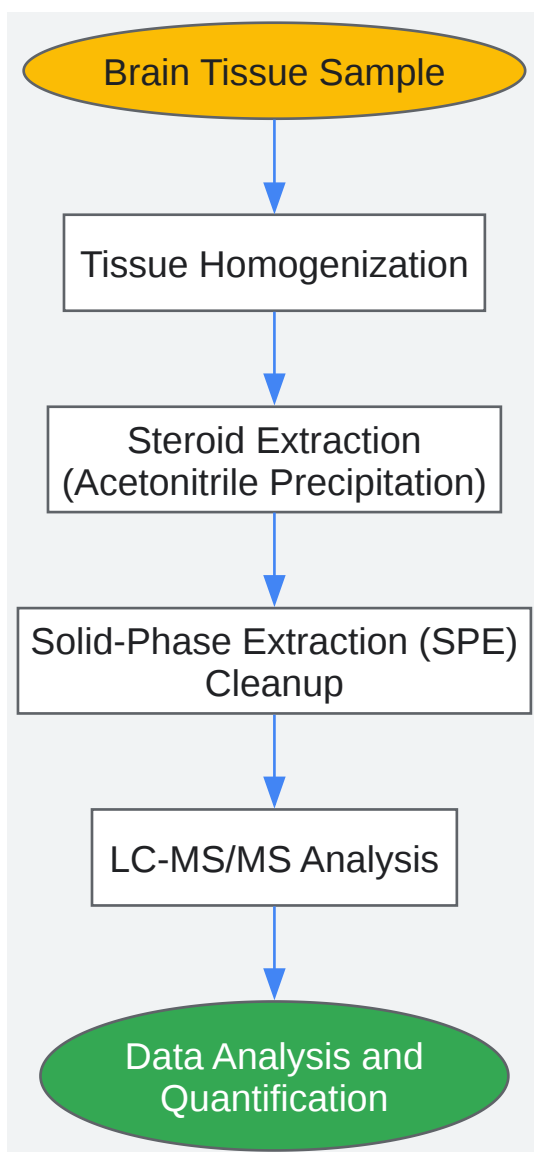 Brain Tissue Sample
Tissue Homogenization
Steroid Extraction
(Acetonitrile Precipitation)
Solid-Phase Extraction (SPE)
Cleanup
LC-MS/MS Analysis
Data Analysis and
Quantification